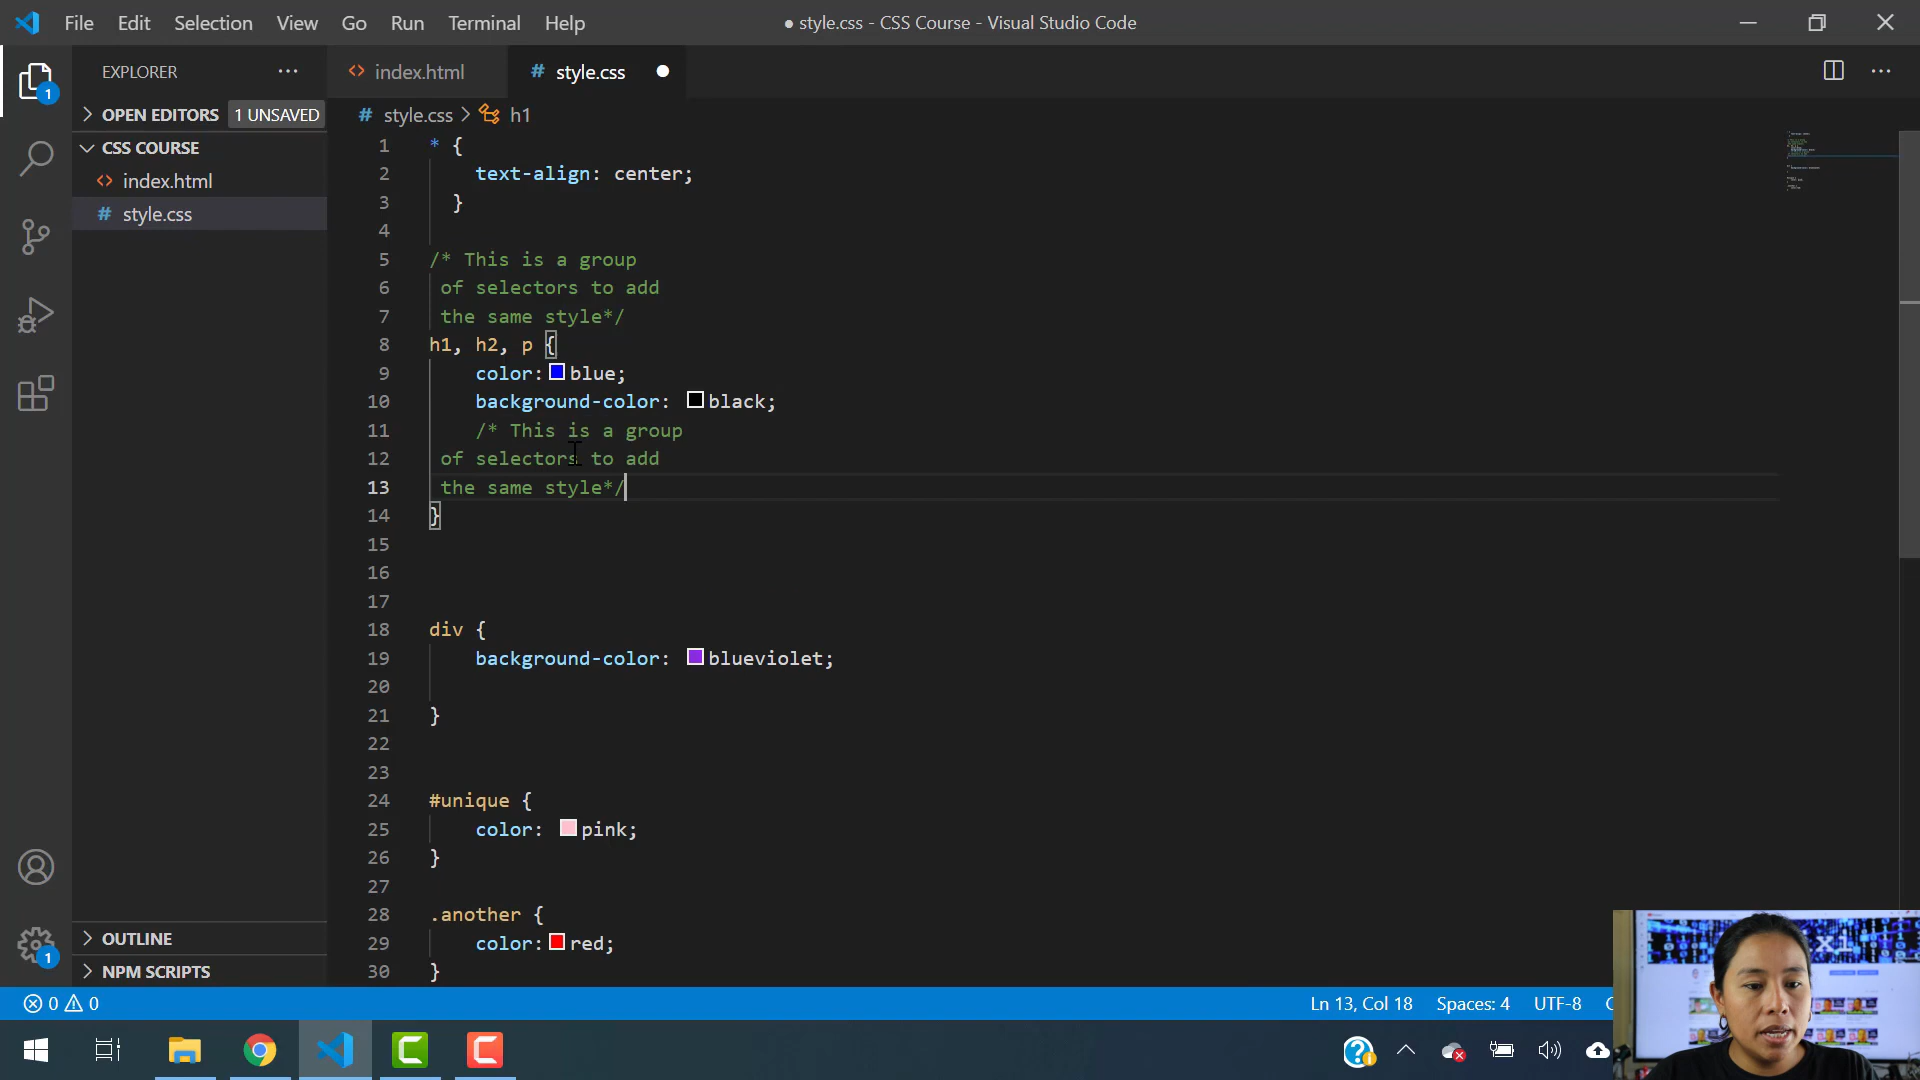 File Edit Selection View Go Run Terminal Help ● style.css - CSS Course - Visual Studio Code
EXPLORER ··· index.html # style.css ●
OPEN EDITORS 1 UNSAVED
# style.css > h1
CSS COURSE
index.html
# style.css
1 * {
2 text-align: center;
3 }
4
5 /* This is a group
6 of selectors to add
7 the same style*/
8 h1, h2, p {
9 color: blue;
10 background-color: black;
11 /* This is a group
12 of selectors to add
13 the same style*/
14 }
15
16
17
18 div {
19 background-color: blueviolet;
20
21 }
22
23
24 #unique {
25 color: pink;
26 }
27
28 .another {
29 color: red;
30 }
1
1
OUTLINE
NPM SCRIPTS
0 0 Ln 13, Col 18 Spaces: 4 UTF-8